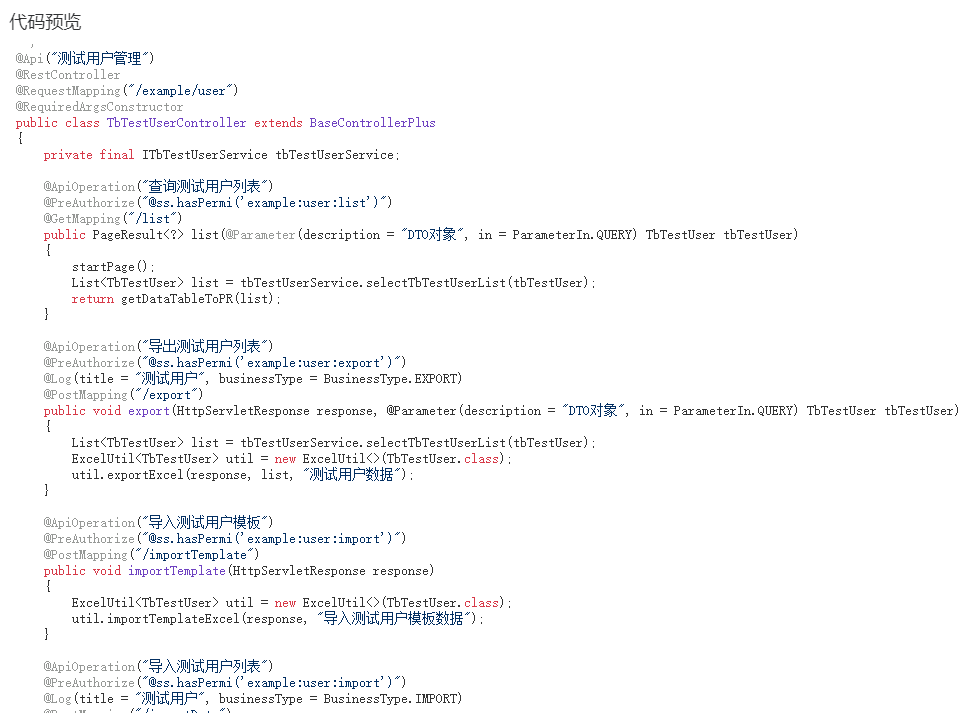 代码预览
@Api("测试用户管理")
@RestController
@RequestMapping("/example/user")
@RequiredArgsConstructor
public class TbTestUserController extends BaseControllerPlus
{
    private final ITbTestUserService tbTestUserService;

    @ApiOperation("查询测试用户列表")
    @PreAuthorize("@ss.hasPermi('example:user:list')")
    @GetMapping("/list")
    public PageResult<?> list(@Parameter(description = "DTO对象", in = ParameterIn.QUERY) TbTestUser tbTestUser)
    {
        startPage();
        List<TbTestUser> list = tbTestUserService.selectTbTestUserList(tbTestUser);
        return getDataTableToPR(list);
    }

    @ApiOperation("导出测试用户列表")
    @PreAuthorize("@ss.hasPermi('example:user:export')")
    @Log(title = "测试用户", businessType = BusinessType.EXPORT)
    @PostMapping("/export")
    public void export(HttpServletResponse response, @Parameter(description = "DTO对象", in = ParameterIn.QUERY) TbTestUser tbTestUser)
    {
        List<TbTestUser> list = tbTestUserService.selectTbTestUserList(tbTestUser);
        ExcelUtil<TbTestUser> util = new ExcelUtil<>(TbTestUser.class);
        util.exportExcel(response, list, "测试用户数据");
    }

    @ApiOperation("导入测试用户模板")
    @PreAuthorize("@ss.hasPermi('example:user:import')")
    @PostMapping("/importTemplate")
    public void importTemplate(HttpServletResponse response)
    {
        ExcelUtil<TbTestUser> util = new ExcelUtil<>(TbTestUser.class);
        util.importTemplateExcel(response, "导入测试用户模板数据");
    }

    @ApiOperation("导入测试用户列表")
    @PreAuthorize("@ss.hasPermi('example:user:import')")
    @Log(title = "测试用户", businessType = BusinessType.IMPORT)